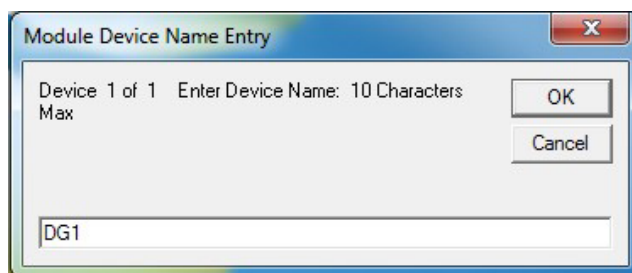 Module Device Name Entry
Device 1 of 1 Enter Device Name: 10 Characters
Max
OK
Cancel
DG1